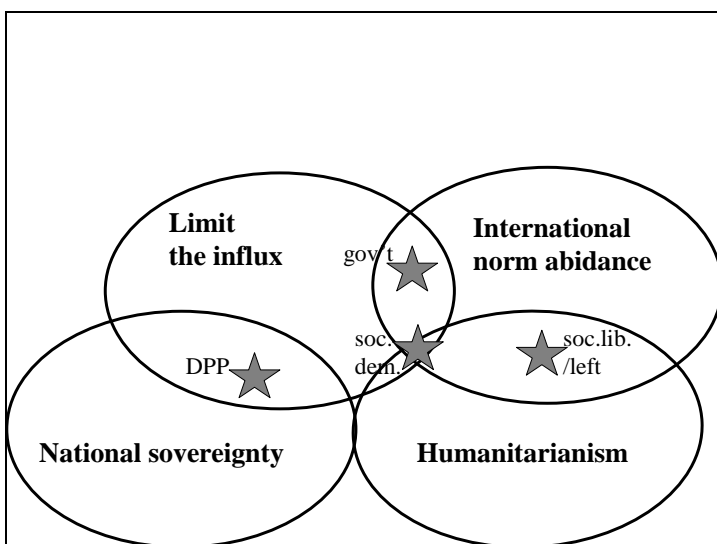 Limit
the influx
International
norm abidance
gov't
soc.
dem.
soc.lib.
/left
DPP
National sovereignty
Humanitarianism